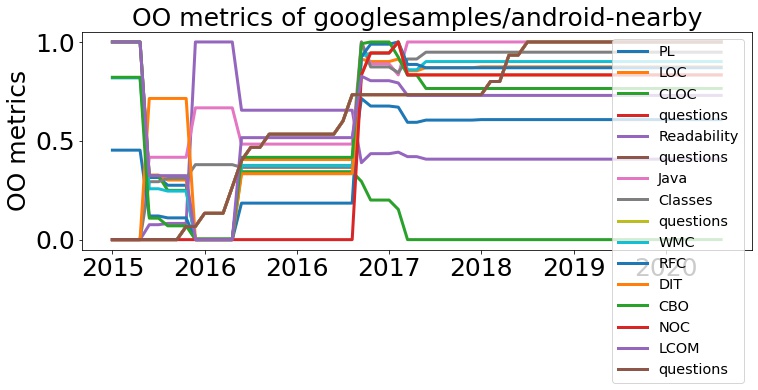 OO metrics of googlesamples/android-nearby
OO metrics
1.0
0.5
0.0
2015 2016 2016 2017 2018 2019 2020
PL
LOC
CLOC
questions
Readability
questions
Java
Classes
questions
WMC
RFC
DIT
CBO
NOC
LCOM
questions